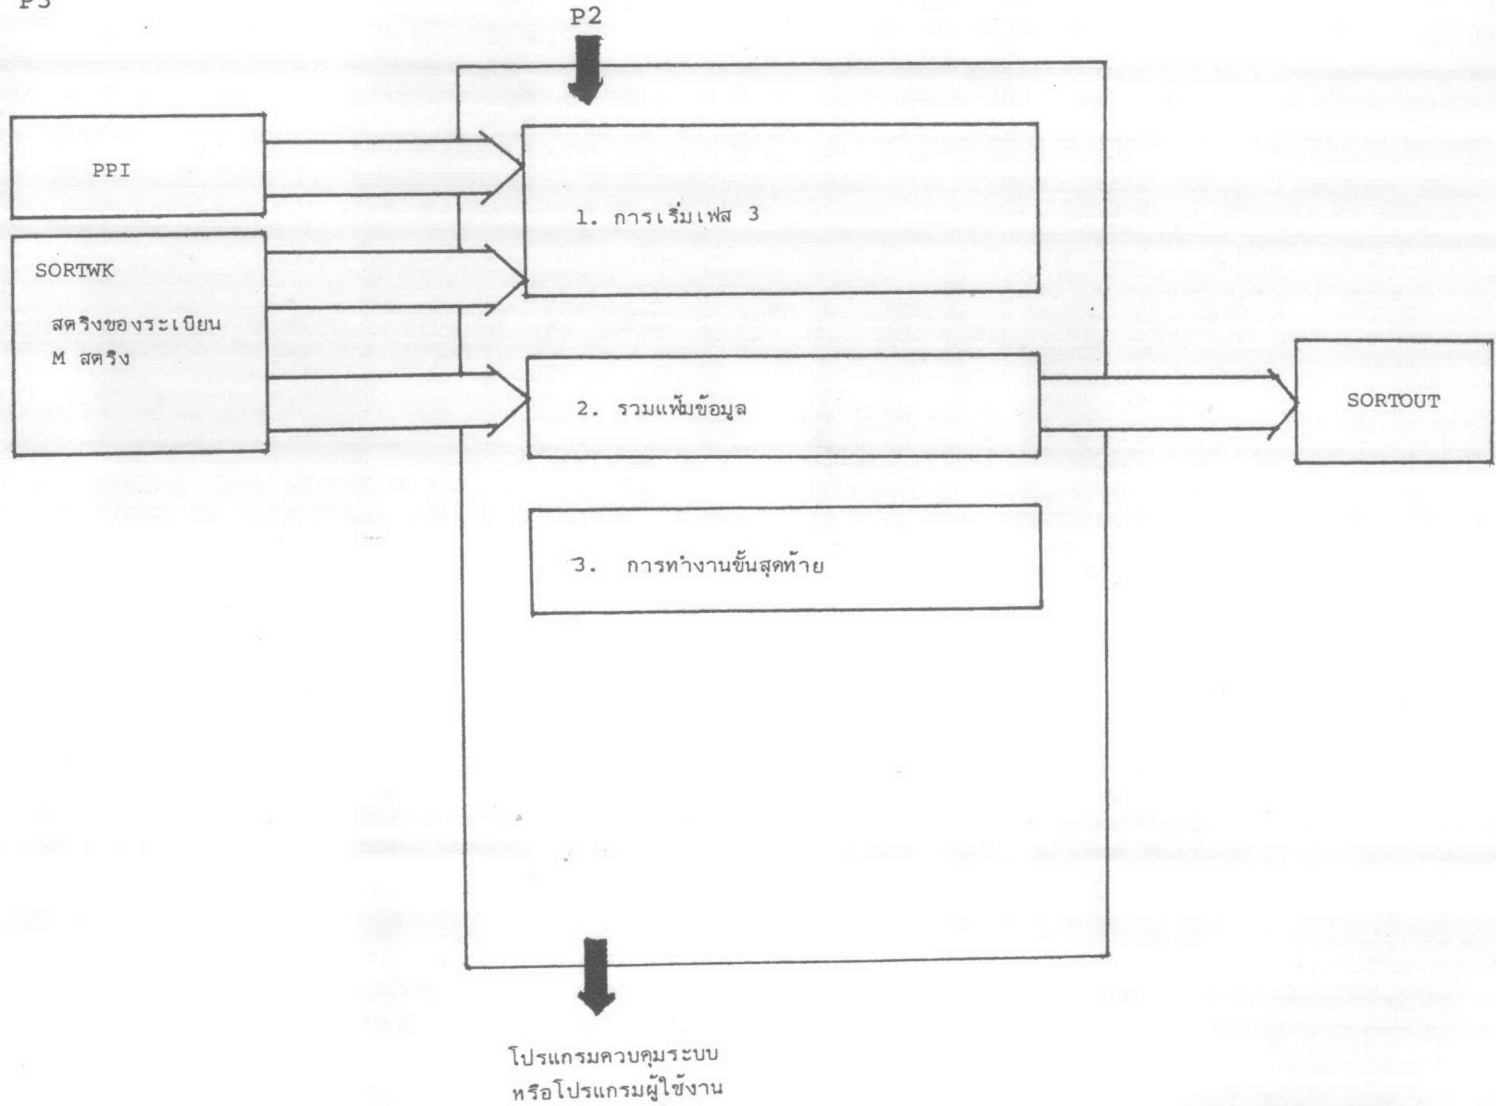 P3
P2
PPI
1. การเริ่มเฟส 3
SORTWK
สตริงของระเบียน
M สตริง
2. รวมแฟ้มข้อมูล
SORTOUT
3. การทำงานขั้นสุดท้าย
โปรแกรมควบคุมระบบ
หรือโปรแกรมผู้ใช้งาน